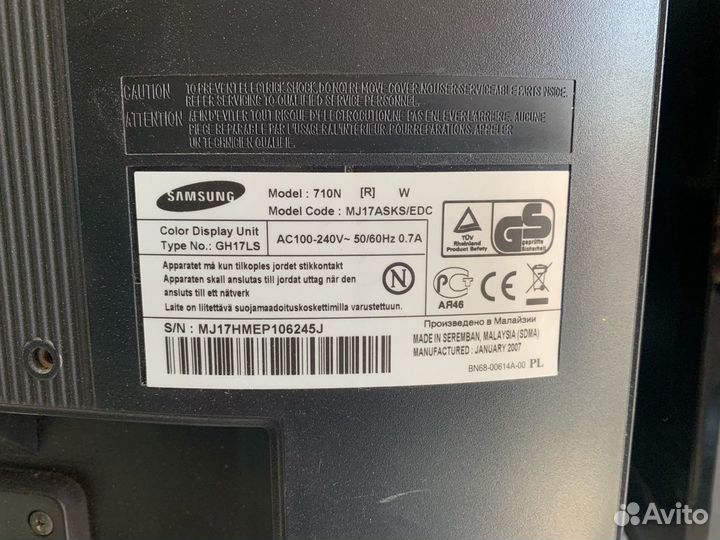 CAUTION TO PREVENT ELECTRICK SHOCK, DO NO REMOVE COVER. NO USER SERVICEABLE PARTS INSIDE.
REFER SERVICING TO QUALIFIED SERVICE PERSONNEL.
ATTENTION AFIN D'EVITER TOUT RISQUE D'ELECTROCUTION.NE PAS EN ENLEVER L'ARRIERE. AUCUNE
PIECE REPARABLE PAR L'USAGER A L'INTERIEUR POUR REPARATIONS, APPELER
UN TECHNICIEN QUALIFIE.
SAMSUNG
Model : 710N [R] W
Model Code : MJ17ASKS/EDC
Color Display Unit
Type No.: GH17LS
AC100-240V~ 50/60Hz 0.7A
TÜV
Rheinland
Product Safety
GS
geprüfte
Sicherheit
Apparatet må kun tilkoples jordet stikkontakt
Apparaten skall anslutas till jordat uttag när den
ansluts till ett nätverk
Laite on liitettävä suojamaadoituskoskettimilla varustettuun.
N
АЯ46
CE
S/N : MJ17HMEP106245J
Произведено в Малайзии
MADE IN SEREMBAN, MALAYSIA (SDMA)
MANUFACTURED : JANUARY 2007
BN68-00614A-00 PL
Avito